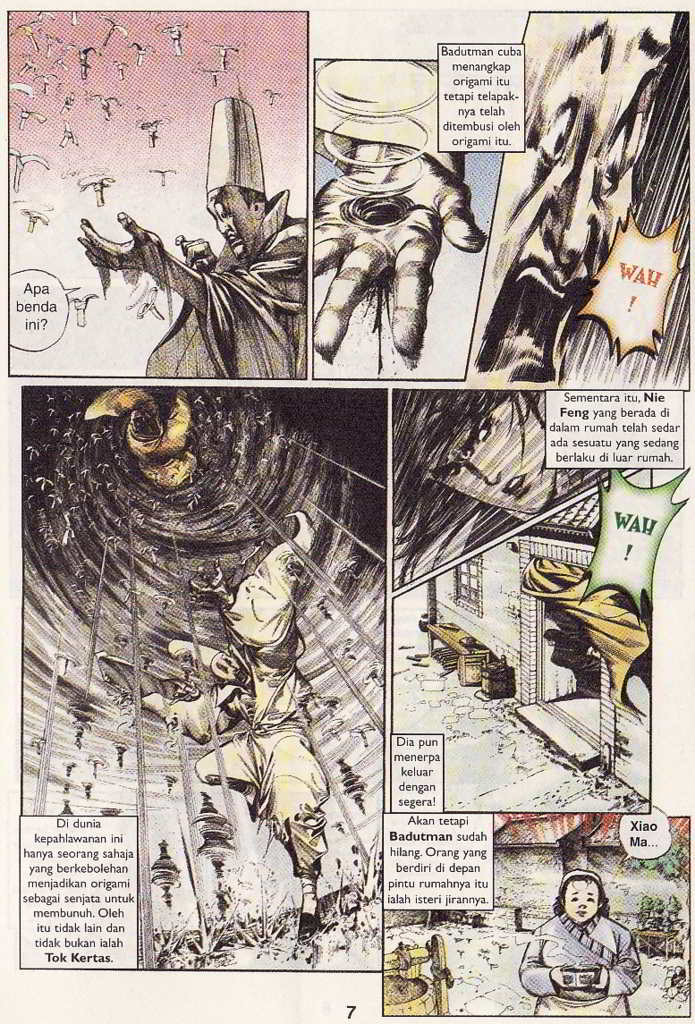 Apa
benda
ini?
Badutman cuba
menangkap
origami itu
tetapi telapak-
nya telah
ditembusi oleh
origami itu.
WAH
!
Di dunia
kepahlawanan ini
hanya seorang sahaja
yang berkebolehan
menjadikan origami
sebagai senjata untuk
membunuh. Oleh
itu tidak lain dan
tidak bukan ialah
Tok Kertas.
Sementara itu, Nie
Feng yang berada di
dalam rumah telah sedar
ada sesuatu yang sedang
berlaku di luar rumah.
WAH
!
Dia pun
menerpa
keluar
dengan
segera!
Akan tetapi
Badutman sudah
hilang. Orang yang
berdiri di depan
pintu rumahnya itu
ialah isteri jirannya.
Xiao
Ma...
7